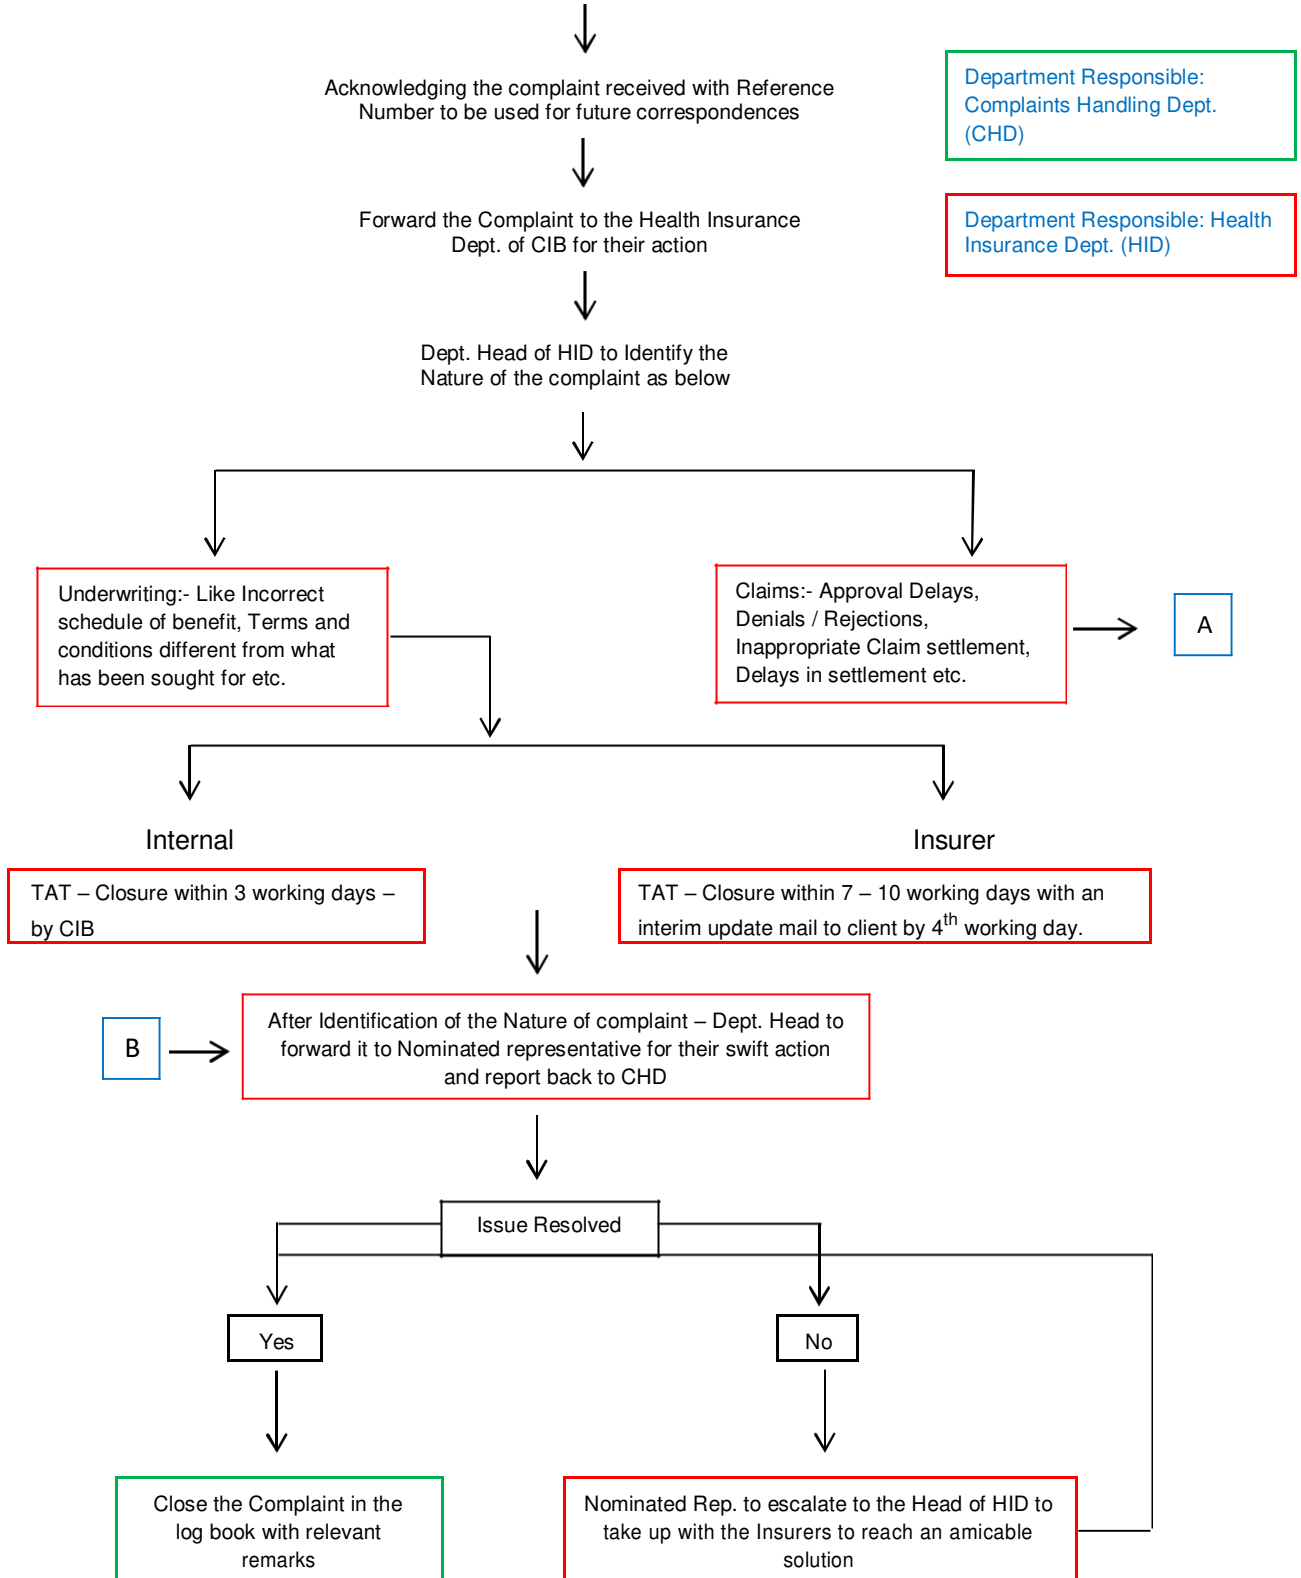 Acknowledging the complaint received with Reference
Number to be used for future correspondences
Department Responsible:
Complaints Handling Dept.
(CHD)
Forward the Complaint to the Health Insurance
Dept. of CIB for their action
Department Responsible: Health
Insurance Dept. (HID)
Dept. Head of HID to Identify the
Nature of the complaint as below
Underwriting:- Like Incorrect
schedule of benefit, Terms and
conditions different from what
has been sought for etc.
Claims:- Approval Delays,
Denials / Rejections,
Inappropriate Claim settlement,
Delays in settlement etc.
A
Internal
Insurer
TAT – Closure within 3 working days –
by CIB
TAT – Closure within 7 – 10 working days with an
interim update mail to client by 4th working day.
B
After Identification of the Nature of complaint – Dept. Head to
forward it to Nominated representative for their swift action
and report back to CHD
Issue Resolved
Yes
No
Close the Complaint in the
log book with relevant
remarks
Nominated Rep. to escalate to the Head of HID to
take up with the Insurers to reach an amicable
solution